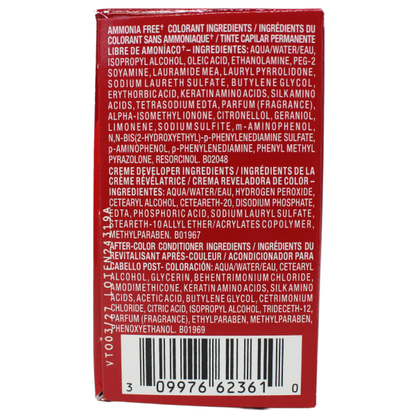 AMMONIA FREE† COLORANT INGREDIENTS / INGRÉDIENTS DU
COLORANT SANS AMMONIAQUE† / TINTE CAPILAR PERMANENTE
LIBRE DE AMONÍACO†– INGREDIENTES: AQUA/WATER/EAU,
ISOPROPYL ALCOHOL, OLEIC ACID, ETHANOLAMINE, PEG-2
SOYAMINE, LAURAMIDE MEA, LAURYL PYRROLIDONE,
SODIUM LAURETH SULFATE, BUTYLENE GLYCOL,
ERYTHORBIC ACID, KERATIN AMINO ACIDS, SILK AMINO
ACIDS, TETRASODIUM EDTA, PARFUM (FRAGRANCE),
ALPHA-ISOMETHYL IONONE, CITRONELLOL, GERANIOL,
LIMONENE, SODIUM SULFITE, m-AMINOPHENOL,
N,N-BIS(2-HYDROXYETHYL)-p-PHENYLENEDIAMINE SULFATE,
p-AMINOPHENOL, p-PHENYLENEDIAMINE, PHENYL METHYL
PYRAZOLONE, RESORCINOL. B02048
CREME DEVELOPER INGREDIENTS / INGRÉDIENTS DE LA
CRÈME RÉVÉLATRICE / CREMA REVELADORA DE COLOR –
INGREDIENTES: AQUA/WATER/EAU, HYDROGEN PEROXIDE,
CETEARYL ALCOHOL, CETEARETH-20, DISODIUM PHOSPHATE,
EDTA, PHOSPHORIC ACID, SODIUM LAURYL SULFATE,
STEARETH-10 ALLYL ETHER/ACRYLATES COPOLYMER,
METHYLPARABEN. B01967
AFTER-COLOR CONDITIONER INGREDIENTS / INGRÉDIENTS DU
REVITALISANT APRÈS-COULEUR / ACONDICIONADOR PARA
CABELLO POST- COLORACIÓN: AQUA/WATER/EAU, CETEARYL
ALCOHOL, GLYCERIN, BEHENTRIMONIUM CHLORIDE,
AMODIMETHICONE, KERATIN AMINO ACIDS, SILK AMINO
ACIDS, ACETIC ACID, BUTYLENE GLYCOL, CETRIMONIUM
CHLORIDE, CITRIC ACID, ISOPROPYL ALCOHOL, TRIDECETH-12,
PARFUM (FRAGRANCE), ETHYLPARABEN, METHYLPARABEN,
PHENOXYETHANOL. B01969
3 09976 62361 0